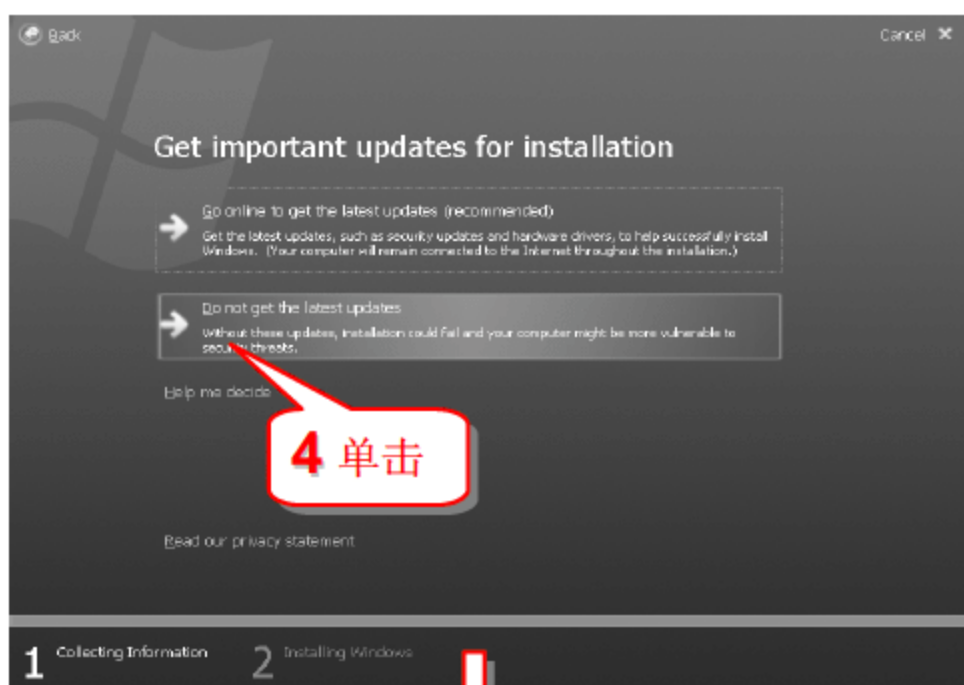 Back
Cancel
Get important updates for installation
Go online to get the latest updates (recommended)
Get the latest updates, such as security updates and hardware drivers, to help successfully install
Windows. (Your computer will remain connected to the Internet throughout the installation.)
Do not get the latest updates
Without these updates, installation could fail and your computer might be more vulnerable to
security threats.
Help me decide
4 单击
Read our privacy statement
1 Collecting Information
2 Installing Windows